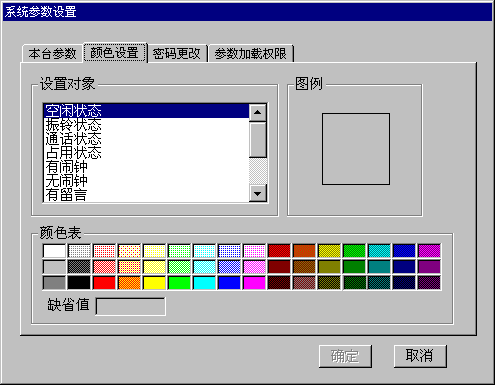 系统参数设置
本台参数 颜色设置 密码更改 参数加载权限
设置对象 图例
空闲状态
振铃状态
通话状态
占用状态
有闹钟
无闹钟
有留言
颜色表
缺省值
确定 取消